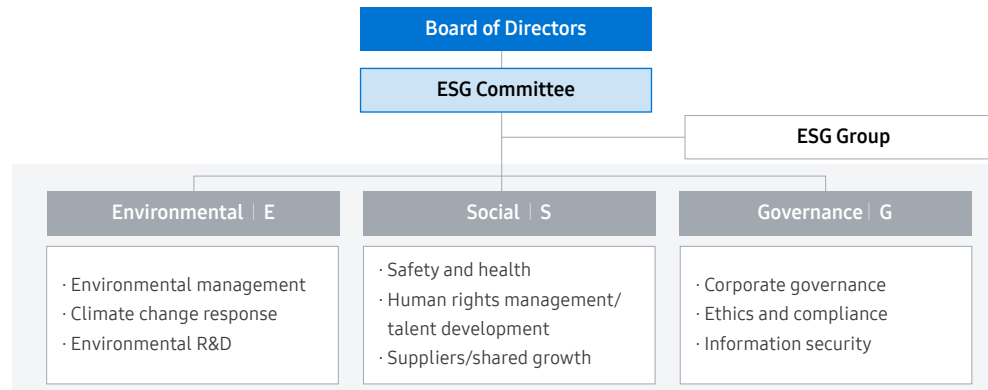 Board of Directors
ESG Committee
ESG Group
Environmental | E
· Environmental management
· Climate change response
· Environmental R&D
Social | S
· Safety and health
· Human rights management/
talent development
· Suppliers/shared growth
Governance | G
· Corporate governance
· Ethics and compliance
· Information security